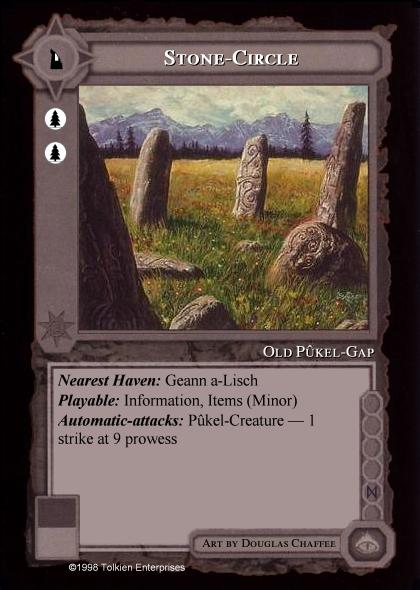 STONE-CIRCLE
OLD PÛKEL-GAP
Nearest Haven: Geann a-Lisch
Playable: Information, Items (Minor)
Automatic-attacks: Pûkel-Creature — 1
strike at 9 prowess
ART BY DOUGLAS CHAFFEE
©1998 Tolkien Enterprises